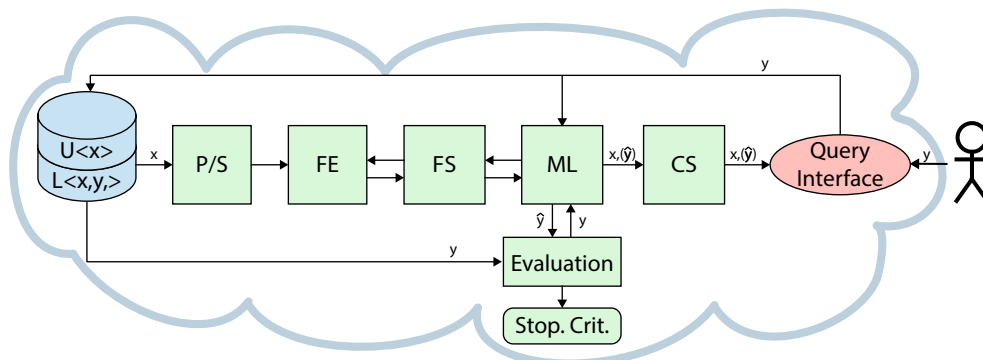 y
U<x>
L<x,y,>
x
P/S
FE
FS
ML
x,(ŷ)
CS
x,(ŷ)
Query
Interface
y
ŷ
y
y
Evaluation
Stop. Crit.